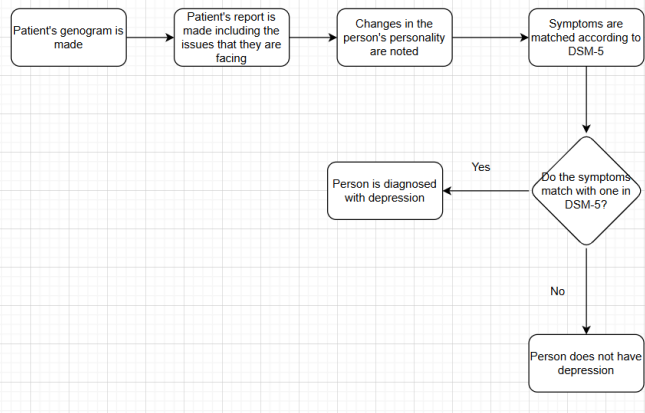 Patient's genogram is
made
Patient's report is
made including the
issues that they are
facing
Changes in the
person's personality
are noted
Symptoms are
matched according to
DSM-5
Do the symptoms
match with one in
DSM-5?
Yes
Person is diagnosed
with depression
No
Person does not have
depression